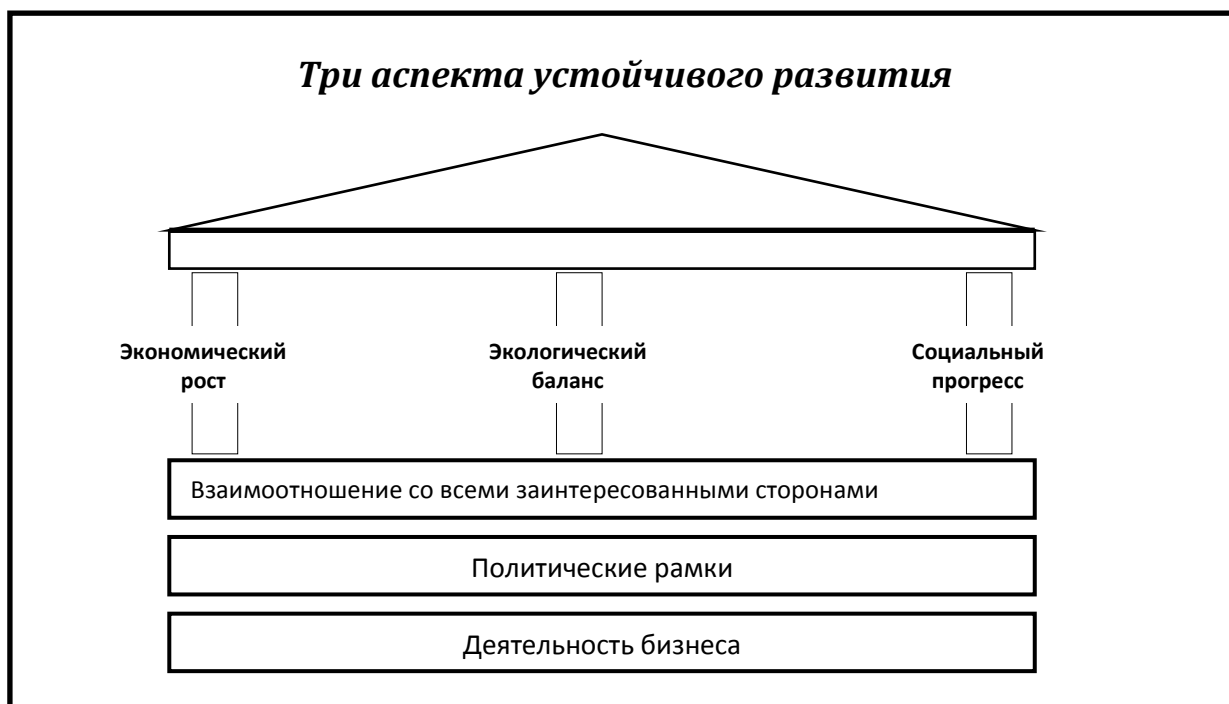 Три аспекта устойчивого развития
Экономический
рост
Экологический
баланс
Социальный
прогресс
Взаимоотношение со всеми заинтересованными сторонами
Политические рамки
Деятельность бизнеса